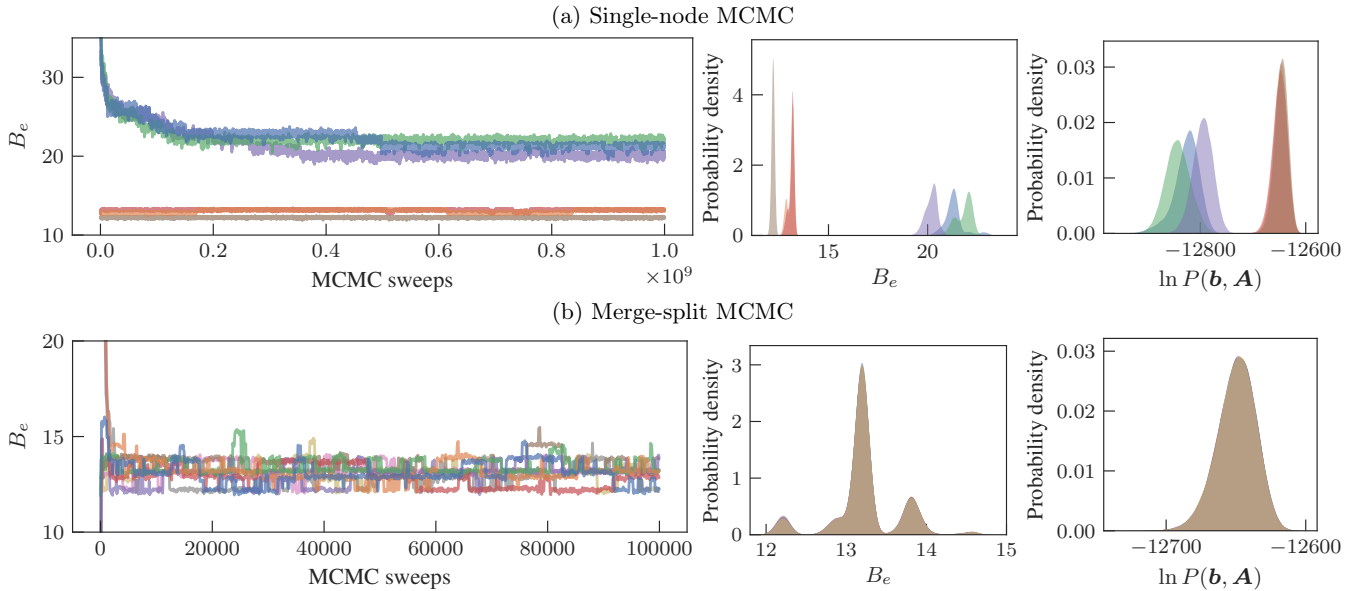 (a) Single-node MCMC
B_e
30
20
10
0.0 0.2 0.4 0.6 0.8 1.0
×10^9
MCMC sweeps
Probability density
4
2
0
15 20
B_e
Probability density
0.03
0.02
0.01
0.00
−12800 −12600
ln P(b, A)
(b) Merge-split MCMC
B_e
20
15
10
0 20000 40000 60000 80000 100000
MCMC sweeps
Probability density
3
2
1
0
12 13 14 15
B_e
Probability density
0.03
0.02
0.01
0.00
−12700 −12600
ln P(b, A)